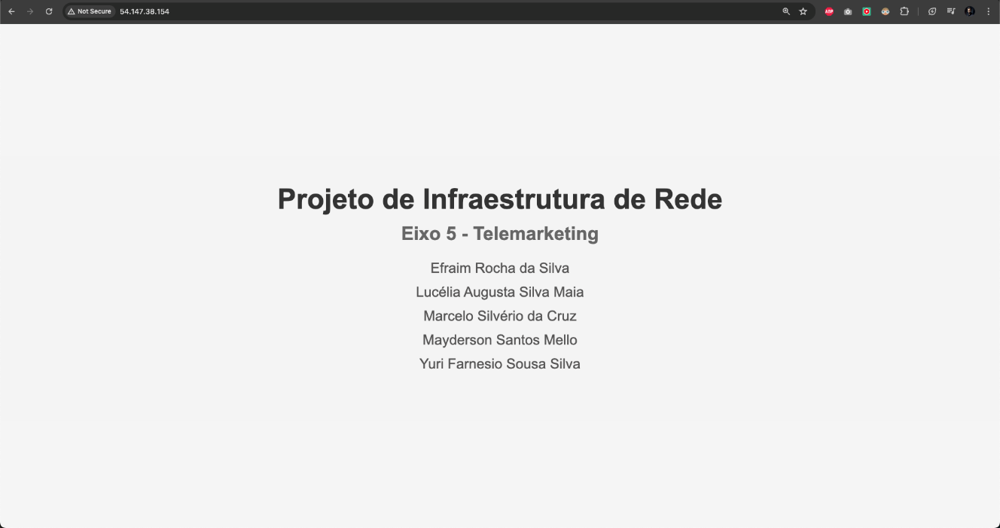 Not Secure 54.147.38.154
ABP
Projeto de Infraestrutura de Rede
Eixo 5 - Telemarketing
Efraim Rocha da Silva
Lucélia Augusta Silva Maia
Marcelo Silvério da Cruz
Mayderson Santos Mello
Yuri Farnesio Sousa Silva